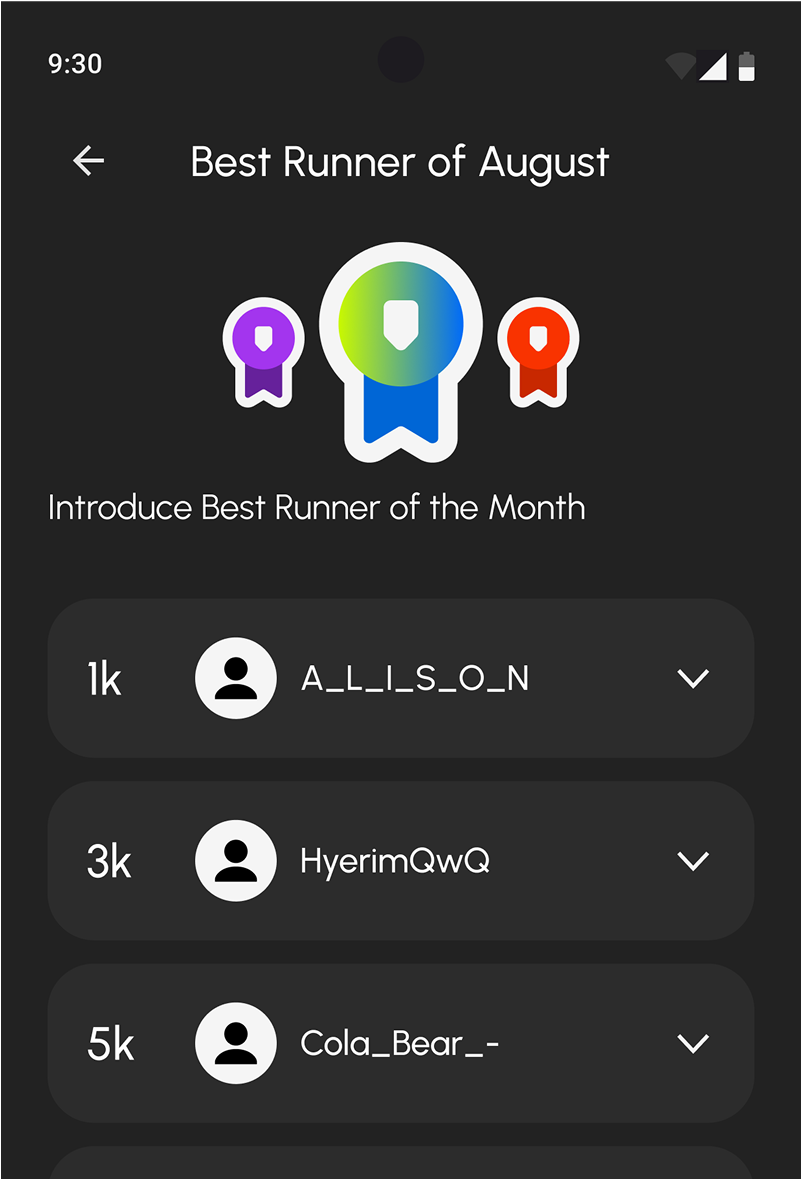 9:30
Best Runner of August
Introduce Best Runner of the Month
1k A_L_I_S_O_N
3k HyerimQwQ
5k Cola_Bear_-